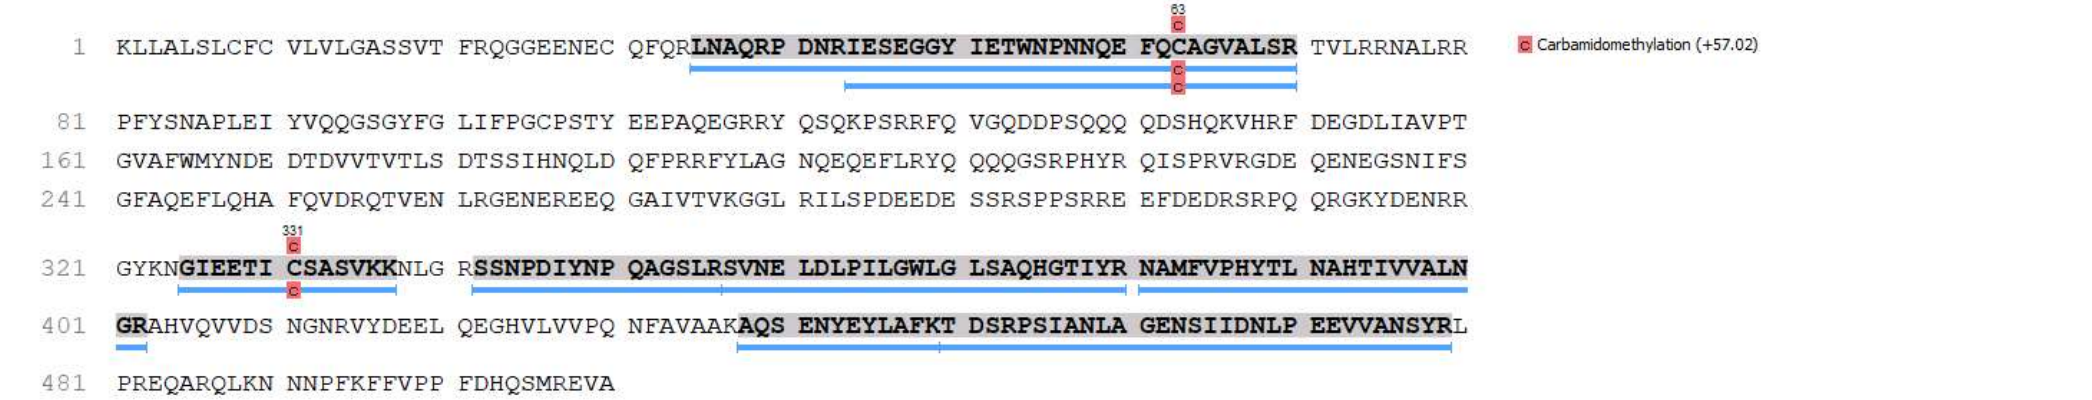 63
C
1 KLLALSLCFC VLVLGASSVT FRQGGEENEC QFQRLNAQRP DNRIESEGGY IETWNPNNQE FQCAGVALSR TVLRRNALRR C Carbamidomethylation (+57.02)
C
C
81 PFYSNAPLEI YVQQGSGYFG LIFPGCPSTY EEPAQEGRRY QSQKPSRRFQ VGQDDPSQQQ QDSHQKVHRF DEGDLIAVPT
161 GVAFWMYNDE DTDVVTVTLS DTSSIHNQLD QFPRRFYLAG NQEQEFLRYQ QQQGSRPHYR QISPRVRGDE QENEGSNIFS
241 GFAQEFLQHA FQVDRQTVEN LRGENEREEQ GAIVTVKGGL RILSPDEEDE SSRSPPSRRE EFDEDRSRPQ QRGKYDENRR
331
C
321 GYKNGIEETI CSASVKKNLG RSSNPDIYNP QAGSLRSVNE LDLPILGWLG LSAQHGTIYR NAMFVPHYTL NAHTIVVALN
C
401 GRAHVQVVDS NGNRVYDEEL QEGHVLVVPQ NFAVAAKAQS ENYEYLAFKT DSRPSIANLA GENSIIDNLP EEVVANSYRL
481 PREQARQLKN NNPFKFFVPP FDHQSMREVA